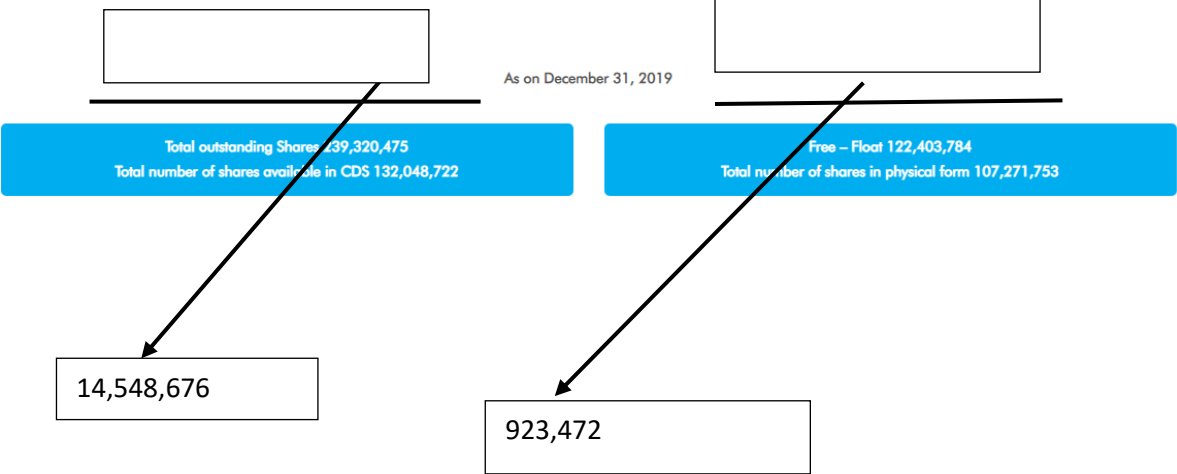 As on December 31, 2019
Total outstanding Shares 239,320,475
Total number of shares available in CDS 132,048,722
Free – Float 122,403,784
Total number of shares in physical form 107,271,753
14,548,676
923,472